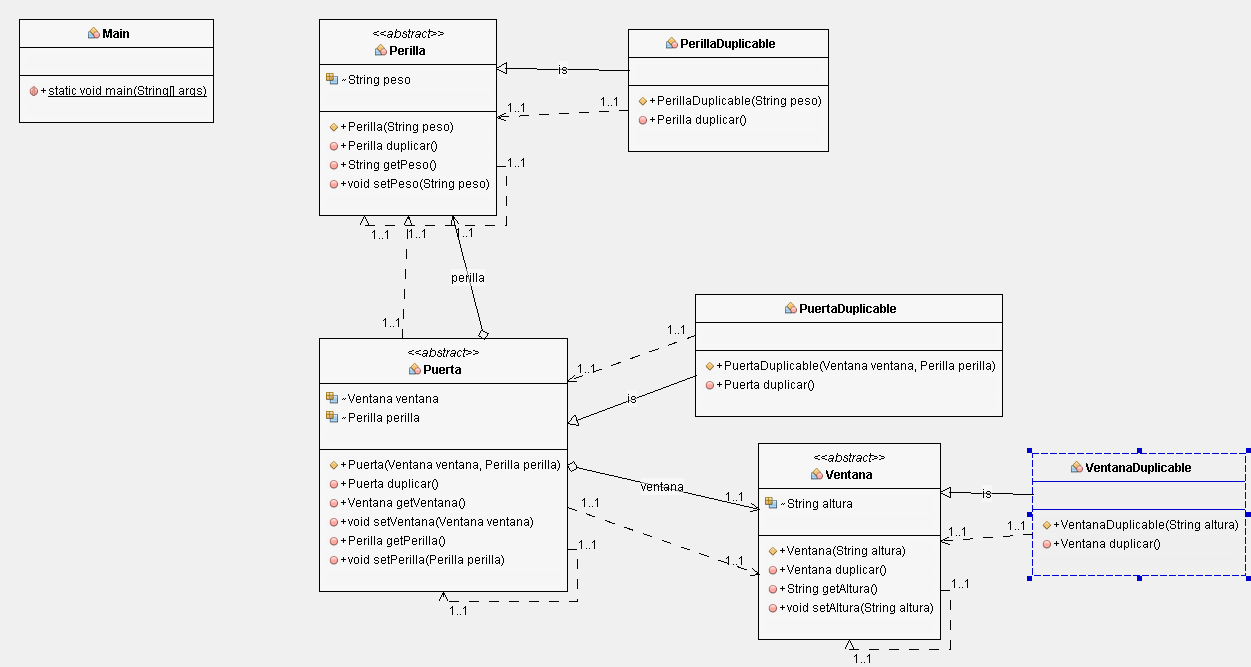 Main
+static void main(String[] args)
<<abstract>>
Perilla
~String peso
+Perilla(String peso)
+Perilla duplicar()
+String getPeso()
+void setPeso(String peso)
is
1..1
1..1
PerillaDuplicable
+PerillaDuplicable(String peso)
+Perilla duplicar()
1..1
1..1
1..1
1..1
perilla
1..1
<<abstract>>
Puerta
~Ventana ventana
~Perilla perilla
+Puerta(Ventana ventana, Perilla perilla)
+Puerta duplicar()
+Ventana getVentana()
+void setVentana(Ventana ventana)
+Perilla getPerilla()
+void setPerilla(Perilla perilla)
1..1
1..1
is
PuertaDuplicable
+PuertaDuplicable(Ventana ventana, Perilla perilla)
+Puerta duplicar()
ventana
1..1
1..1
1..1
1..1
1..1
<<abstract>>
Ventana
~String altura
+Ventana(String altura)
+Ventana duplicar()
+String getAltura()
+void setAltura(String altura)
is
1..1
1..1
1..1
1..1
VentanaDuplicable
+VentanaDuplicable(String altura)
+Ventana duplicar()